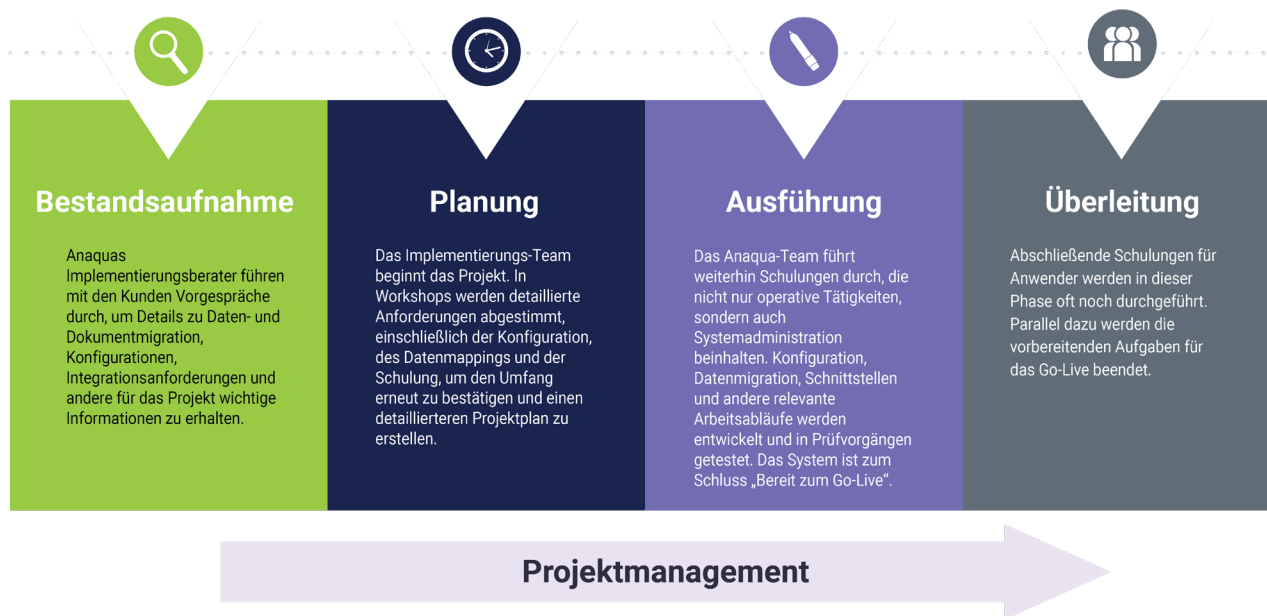 Bestandsaufnahme
Anaquas
Implementierungsberater führen
mit den Kunden Vorgespräche
durch, um Details zu Daten- und
Dokumentmigration,
Konfigurationen,
Integrationsanforderungen und
andere für das Projekt wichtige
Informationen zu erhalten.
Planung
Das Implementierungs-Team
beginnt das Projekt. In
Workshops werden detaillierte
Anforderungen abgestimmt,
einschließlich der Konfiguration,
des Datenmappings und der
Schulung, um den Umfang
erneut zu bestätigen und einen
detaillierteren Projektplan zu
erstellen.
Ausführung
Das Anaqua-Team führt
weiterhin Schulungen durch, die
nicht nur operative Tätigkeiten,
sondern auch
Systemadministration
beinhalten. Konfiguration,
Datenmigration, Schnittstellen
und andere relevante
Arbeitsabläufe werden
entwickelt und in Prüfvorgängen
getestet. Das System ist zum
Schluss „Bereit zum Go-Live“.
Überleitung
Abschließende Schulungen für
Anwender werden in dieser
Phase oft noch durchgeführt.
Parallel dazu werden die
vorbereitenden Aufgaben für
das Go-Live beendet.
Projektmanagement